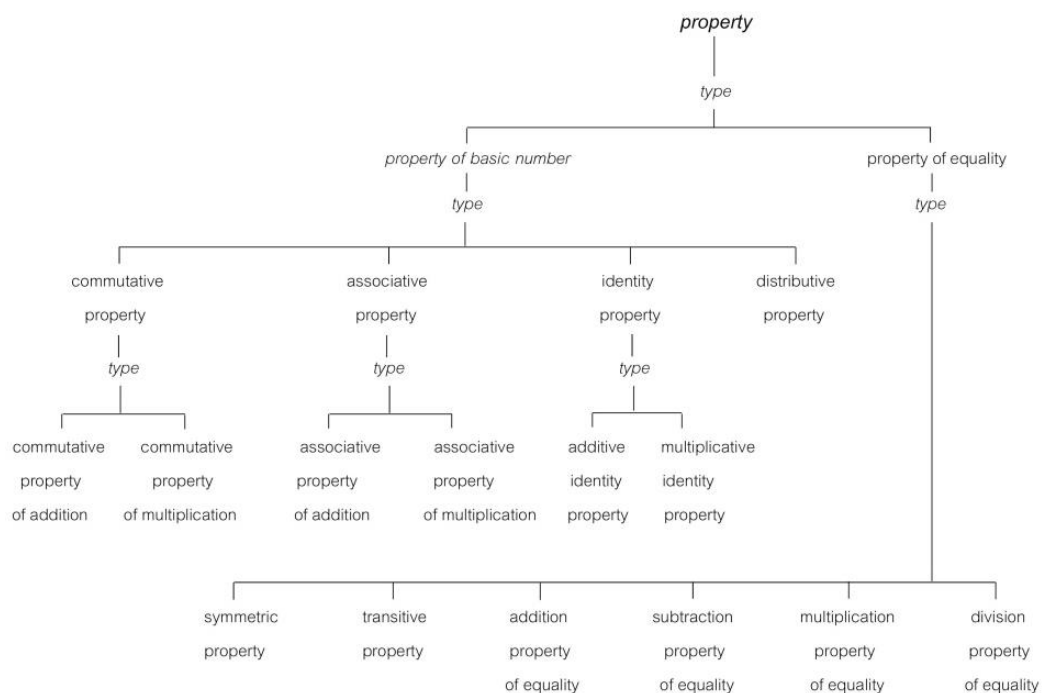 property
type
property of basic number property of equality
type type
commutative associative identity distributive
property property property property
type type type
commutative commutative associative associative additive multiplicative
property property property property identity identity
of addition of multiplication of addition of multiplication property property
symmetric transitive addition subtraction multiplication division
property property property property property property
of equality of equality of equality of equality